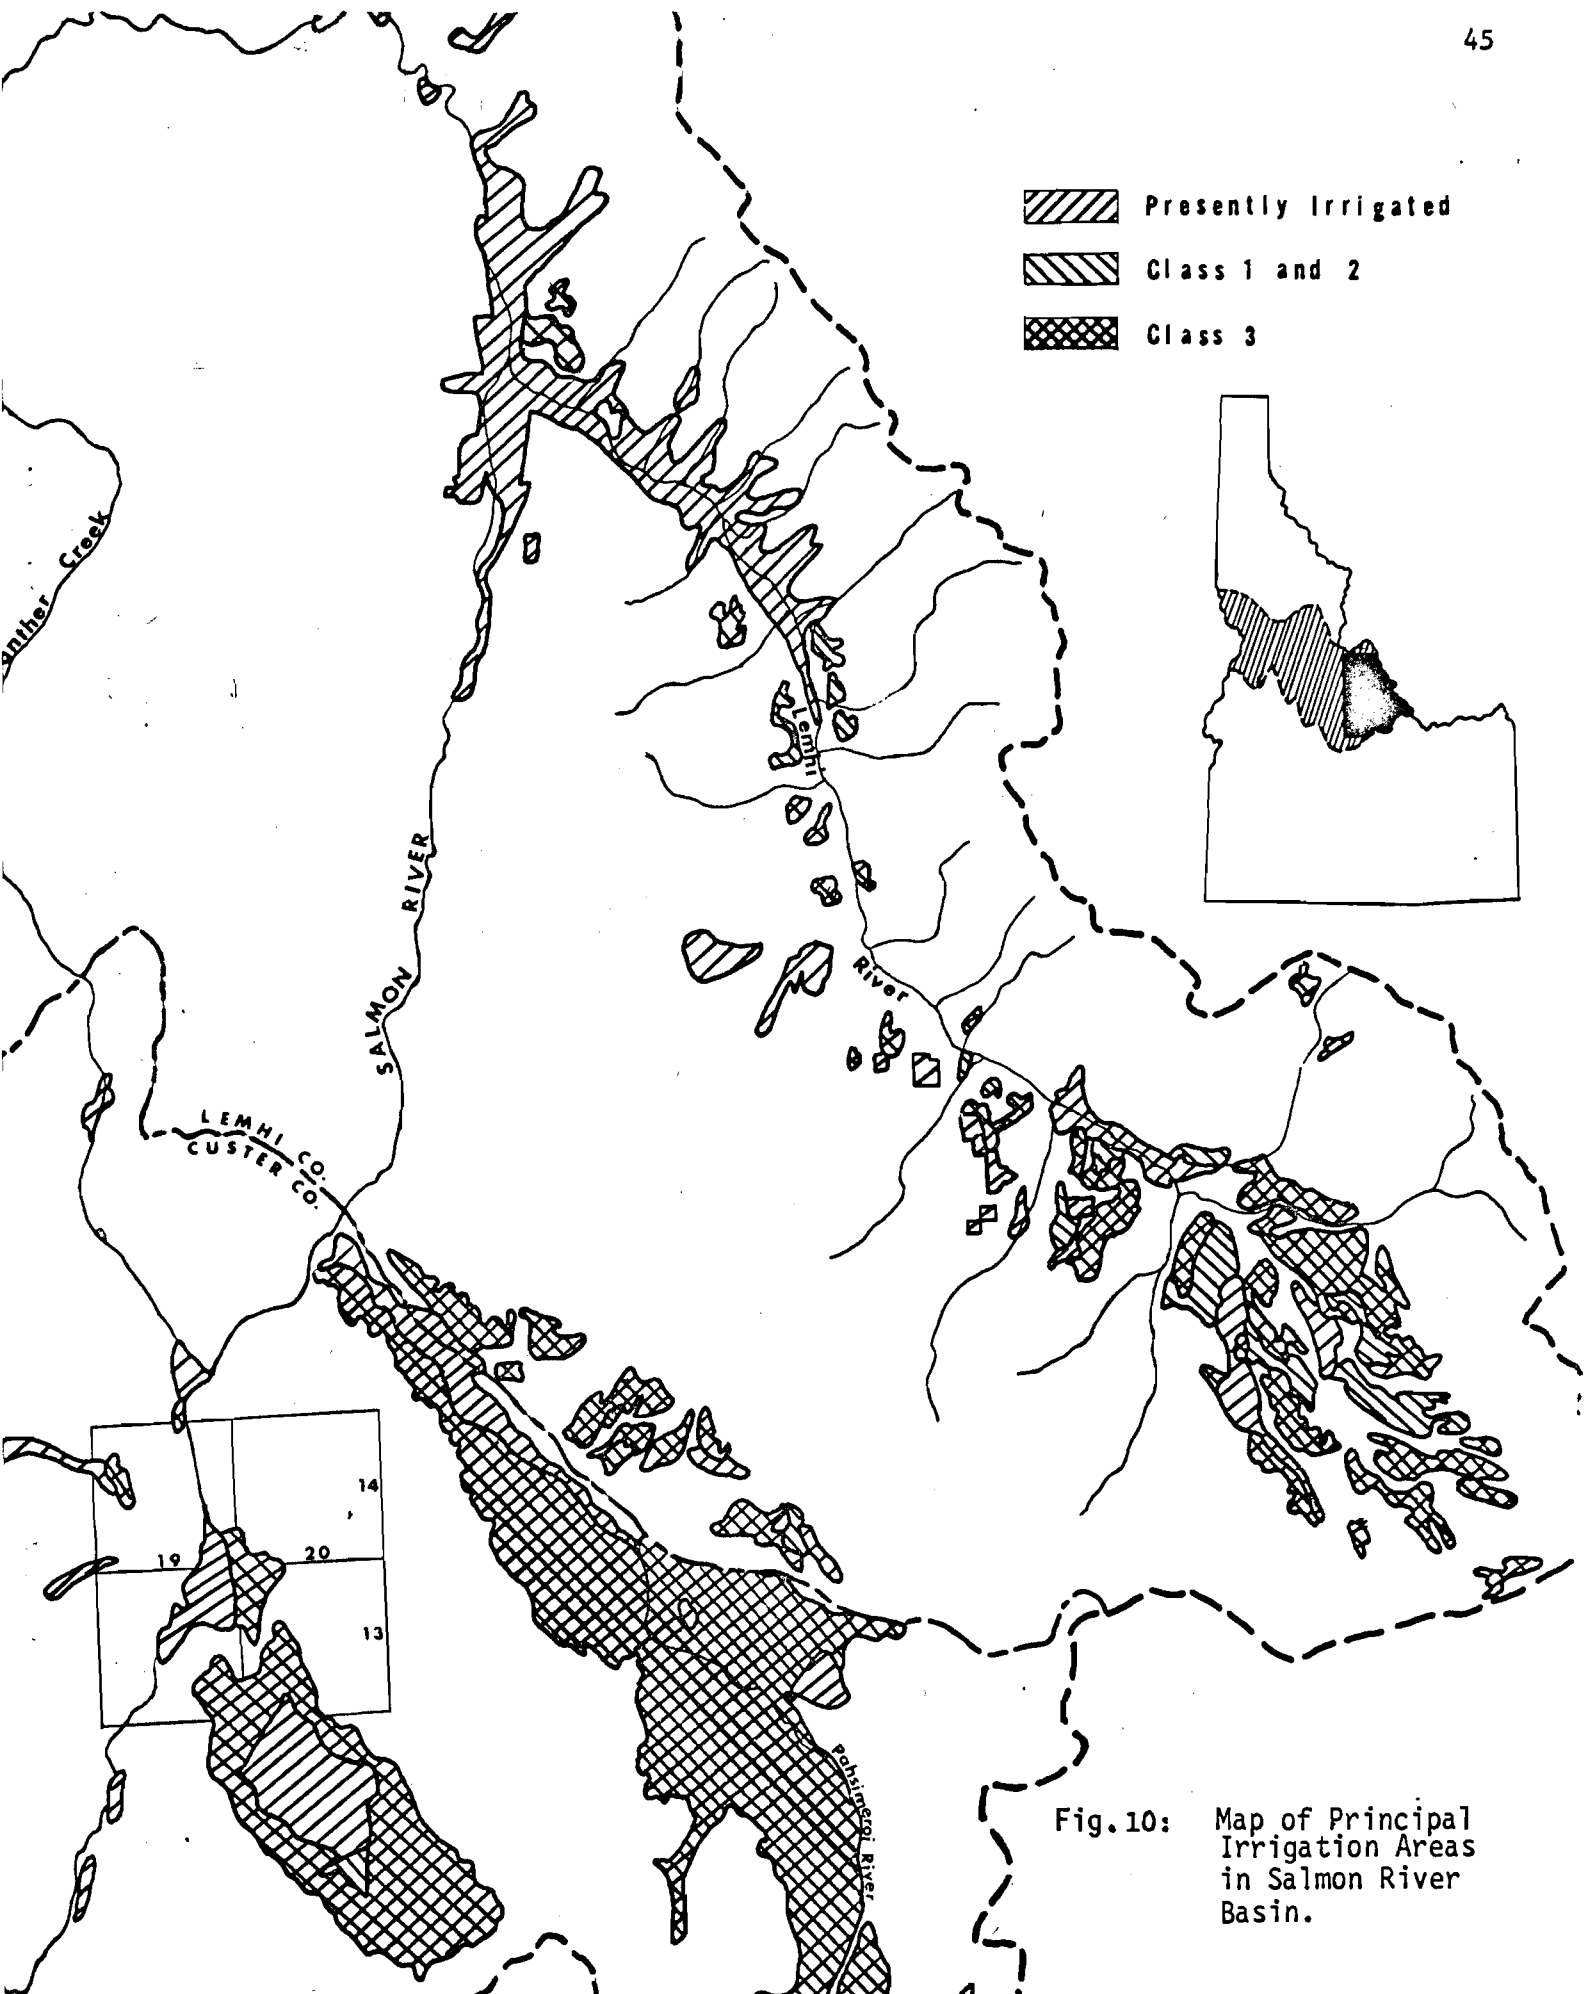 45
Presently Irrigated
Class 1 and 2
Class 3
Creek
anther
Lemhi
River
SALMON RIVER
LEMHI CO.
CUSTER CO.
14
19
20
13
Pahsimeroi River
Fig.10: Map of Principal
Irrigation Areas
in Salmon River
Basin.